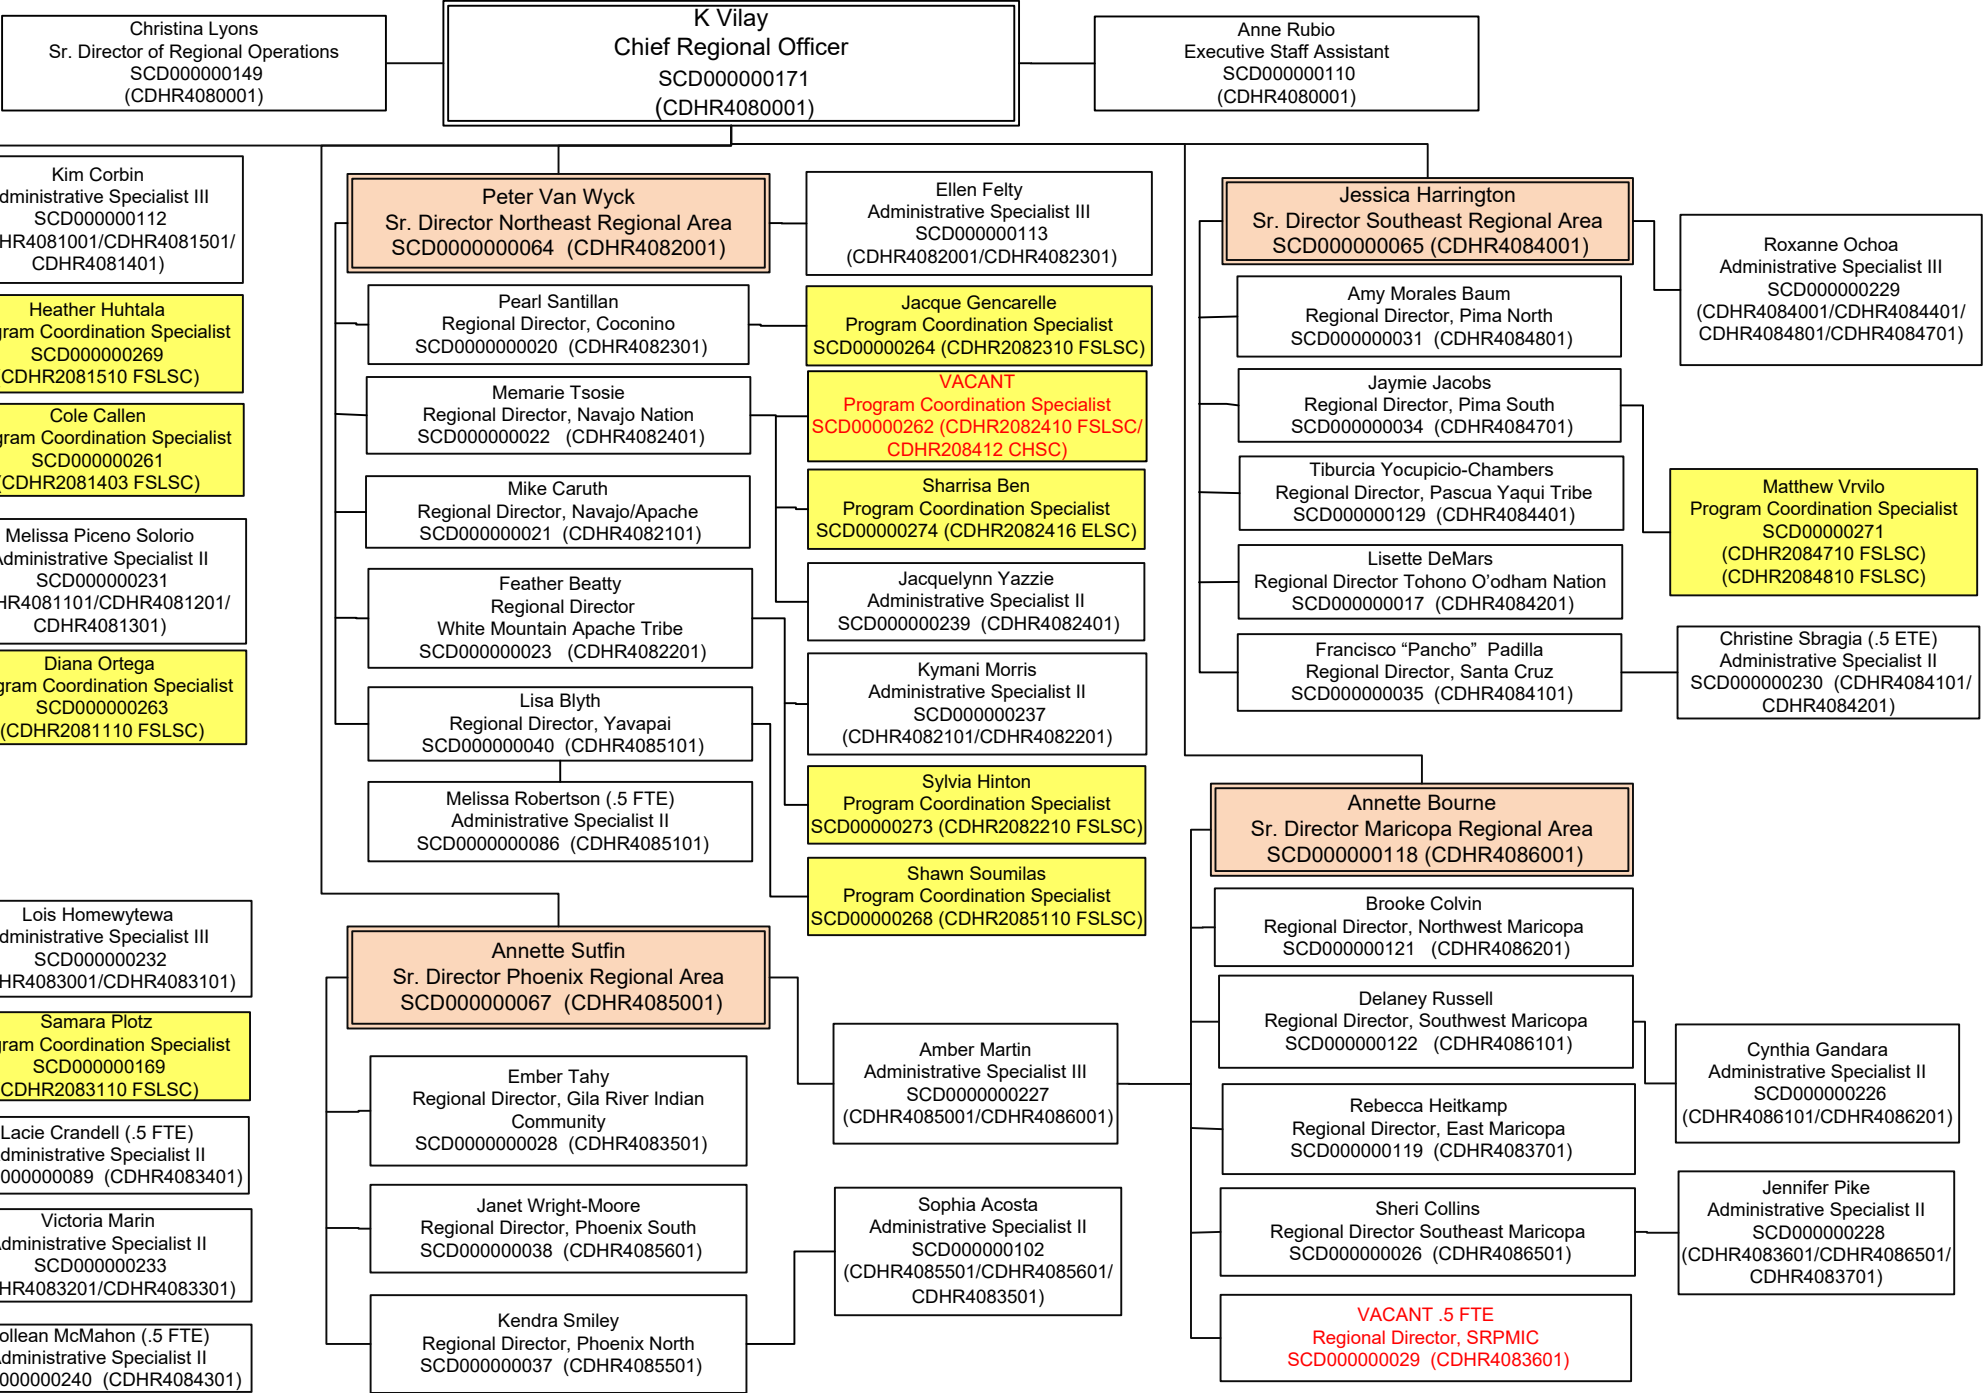 Christina Lyons
Sr. Director of Regional Operations
SCD000000149
(CDHR4080001)
K Vilay
Chief Regional Officer
SCD000000171
(CDHR4080001)
Anne Rubio
Executive Staff Assistant
SCD000000110
(CDHR4080001)
Kim Corbin
dministrative Specialist III
SCD000000112
HR4081001/CDHR4081501/
CDHR4081401)
Heather Huhtala
gram Coordination Specialist
SCD000000269
CDHR2081510 FSLSC)
Cole Callen
gram Coordination Specialist
SCD000000261
(CDHR2081403 FSLSC)
Melissa Piceno Solorio
Administrative Specialist II
SCD000000231
HR4081101/CDHR4081201/
CDHR4081301)
Diana Ortega
gram Coordination Specialist
SCD000000263
(CDHR2081110 FSLSC)
Lois Homewytewa
dministrative Specialist III
SCD000000232
HR4083001/CDHR4083101)
Samara Plotz
gram Coordination Specialist
SCD000000169
CDHR2083110 FSLSC)
Lacie Crandell (.5 FTE)
dministrative Specialist II
000000089 (CDHR4083401)
Victoria Marin
dministrative Specialist II
SCD000000233
HR4083201/CDHR4083301)
ollean McMahon (.5 FTE)
dministrative Specialist II
000000240 (CDHR4084301)
Peter Van Wyck
Sr. Director Northeast Regional Area
SCD0000000064 (CDHR4082001)
Pearl Santillan
Regional Director, Coconino
SCD0000000020 (CDHR4082301)
Memarie Tsosie
Regional Director, Navajo Nation
SCD000000022 (CDHR4082401)
Mike Caruth
Regional Director, Navajo/Apache
SCD000000021 (CDHR4082101)
Feather Beatty
Regional Director
White Mountain Apache Tribe
SCD000000023 (CDHR4082201)
Lisa Blyth
Regional Director, Yavapai
SCD000000040 (CDHR4085101)
Melissa Robertson (.5 FTE)
Administrative Specialist II
SCD0000000086 (CDHR4085101)
Ellen Felty
Administrative Specialist III
SCD000000113
(CDHR4082001/CDHR4082301)
Jacque Gencarelle
Program Coordination Specialist
SCD00000264 (CDHR2082310 FSLSC)
VACANT
Program Coordination Specialist
SCD00000262 (CDHR2082410 FSLSC/
CDHR208412 CHSC)
Sharrisa Ben
Program Coordination Specialist
SCD00000274 (CDHR2082416 ELSC)
Jacquelynn Yazzie
Administrative Specialist II
SCD000000239 (CDHR4082401)
Kymani Morris
Administrative Specialist II
SCD000000237
(CDHR4082101/CDHR4082201)
Sylvia Hinton
Program Coordination Specialist
SCD00000273 (CDHR2082210 FSLSC)
Shawn Soumilas
Program Coordination Specialist
SCD00000268 (CDHR2085110 FSLSC)
Annette Sutfin
Sr. Director Phoenix Regional Area
SCD000000067 (CDHR4085001)
Ember Tahy
Regional Director, Gila River Indian
Community
SCD0000000028 (CDHR4083501)
Janet Wright-Moore
Regional Director, Phoenix South
SCD000000038 (CDHR4085601)
Kendra Smiley
Regional Director, Phoenix North
SCD000000037 (CDHR4085501)
Amber Martin
Administrative Specialist III
SCD0000000227
(CDHR4085001/CDHR4086001)
Sophia Acosta
Administrative Specialist II
SCD000000102
(CDHR4085501/CDHR4085601/
CDHR4083501)
Jessica Harrington
Sr. Director Southeast Regional Area
SCD000000065 (CDHR4084001)
Amy Morales Baum
Regional Director, Pima North
SCD000000031 (CDHR4084801)
Jaymie Jacobs
Regional Director, Pima South
SCD000000034 (CDHR4084701)
Tiburcia Yocupicio-Chambers
Regional Director, Pascua Yaqui Tribe
SCD000000129 (CDHR4084401)
Lisette DeMars
Regional Director Tohono O’odham Nation
SCD000000017 (CDHR4084201)
Francisco “Pancho” Padilla
Regional Director, Santa Cruz
SCD000000035 (CDHR4084101)
Roxanne Ochoa
Administrative Specialist III
SCD000000229
(CDHR4084001/CDHR4084401/
CDHR4084801/CDHR4084701)
Matthew Vrvilo
Program Coordination Specialist
SCD00000271
(CDHR2084710 FSLSC)
(CDHR2084810 FSLSC)
Christine Sbragia (.5 ETE)
Administrative Specialist II
SCD000000230 (CDHR4084101/
CDHR4084201)
Annette Bourne
Sr. Director Maricopa Regional Area
SCD000000118 (CDHR4086001)
Brooke Colvin
Regional Director, Northwest Maricopa
SCD000000121 (CDHR4086201)
Delaney Russell
Regional Director, Southwest Maricopa
SCD000000122 (CDHR4086101)
Rebecca Heitkamp
Regional Director, East Maricopa
SCD000000119 (CDHR4083701)
Sheri Collins
Regional Director Southeast Maricopa
SCD000000026 (CDHR4086501)
VACANT .5 FTE
Regional Director, SRPMIC
SCD000000029 (CDHR4083601)
Cynthia Gandara
Administrative Specialist II
SCD000000226
(CDHR4086101/CDHR4086201)
Jennifer Pike
Administrative Specialist II
SCD000000228
(CDHR4083601/CDHR4086501/
CDHR4083701)